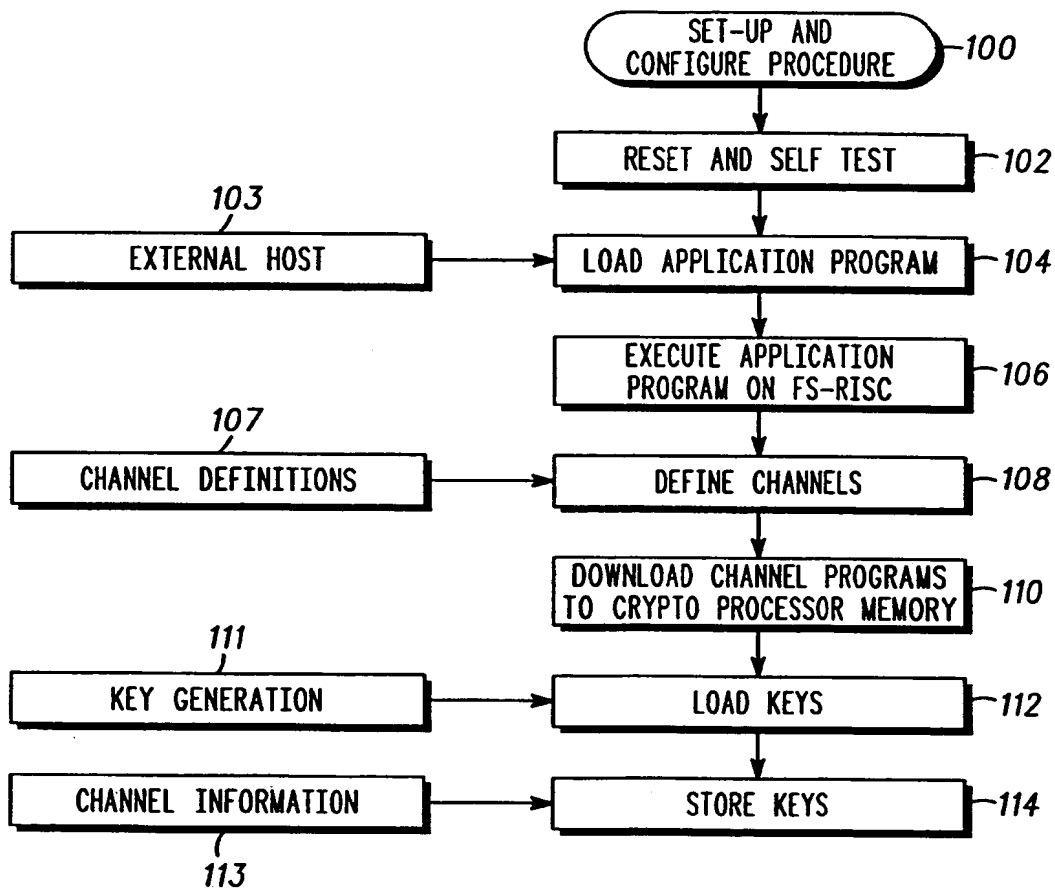 SET-UP AND
CONFIGURE PROCEDURE
100
RESET AND SELF TEST
102
103
EXTERNAL HOST
LOAD APPLICATION PROGRAM
104
EXECUTE APPLICATION
PROGRAM ON FS-RISC
106
107
CHANNEL DEFINITIONS
DEFINE CHANNELS
108
DOWNLOAD CHANNEL PROGRAMS
TO CRYPTO PROCESSOR MEMORY
110
111
KEY GENERATION
LOAD KEYS
112
CHANNEL INFORMATION
113
STORE KEYS
114